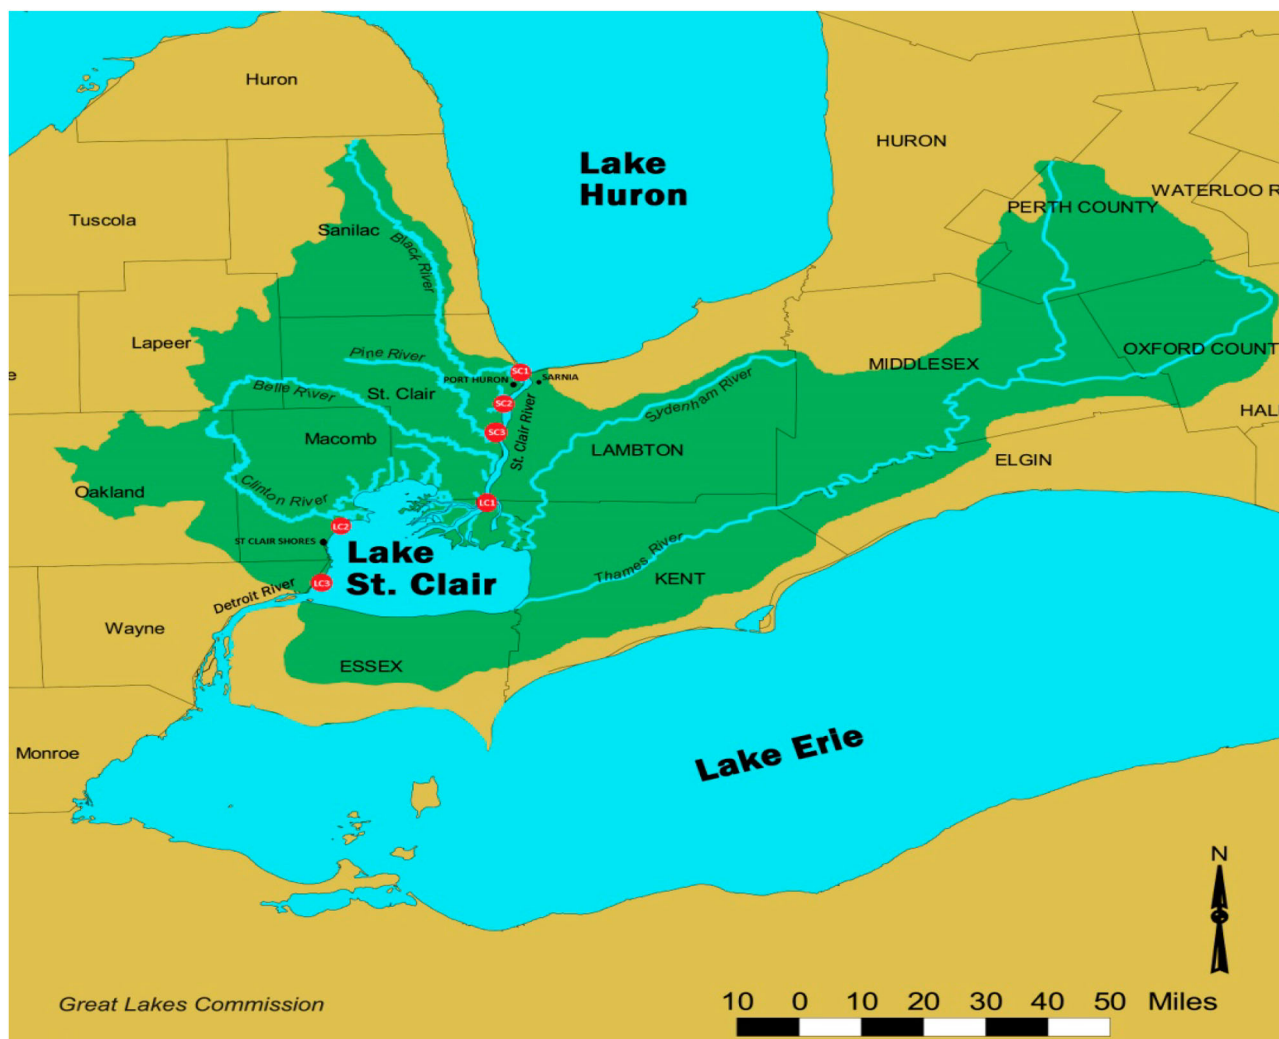 Huron
Lake
Huron
HURON
WATERLOO R
PERTH COUNTY
Tuscola
Sanilac
Black River
Lapeer
e
Pine River
SC1
PORT HURON
SARNIA
MIDDLESEX
OXFORD COUNT
Belle River
St. Clair
SC2
Sydenham River
HAL
Macomb
SC3
St. Clair River
LAMBTON
ELGIN
Oakland
Clinton River
LC1
LC2
ST CLAIR SHORES
Lake
St. Clair
LC3
Detroit River
Thames River
KENT
Wayne
ESSEX
Monroe
Lake Erie
N
Great Lakes Commission
10 0 10 20 30 40 50 Miles